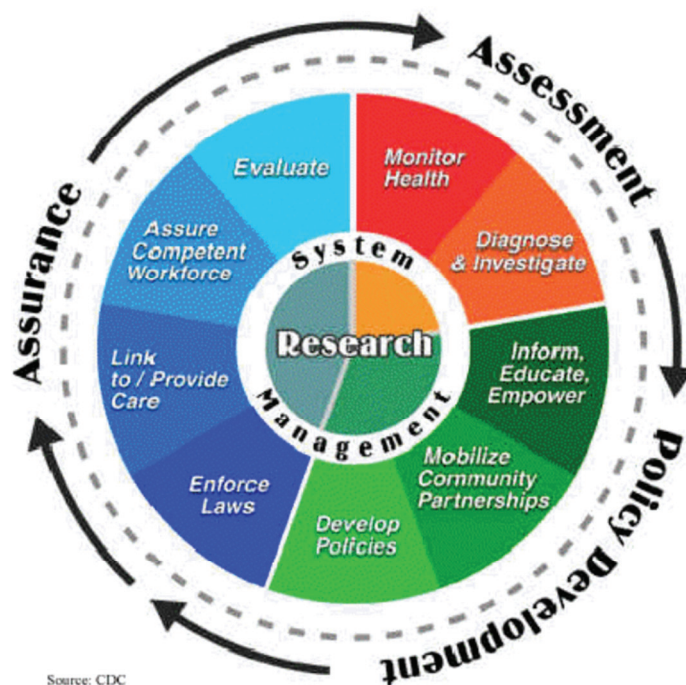 Assessment
Policy Development
Assurance
Monitor
Health
Diagnose
& Investigate
Inform,
Educate,
Empower
Mobilize
Community
Partnerships
Develop
Policies
Enforce
Laws
Link
to / Provide
Care
Assure
Competent
Workforce
Evaluate
System
Management
Research
Source: CDC